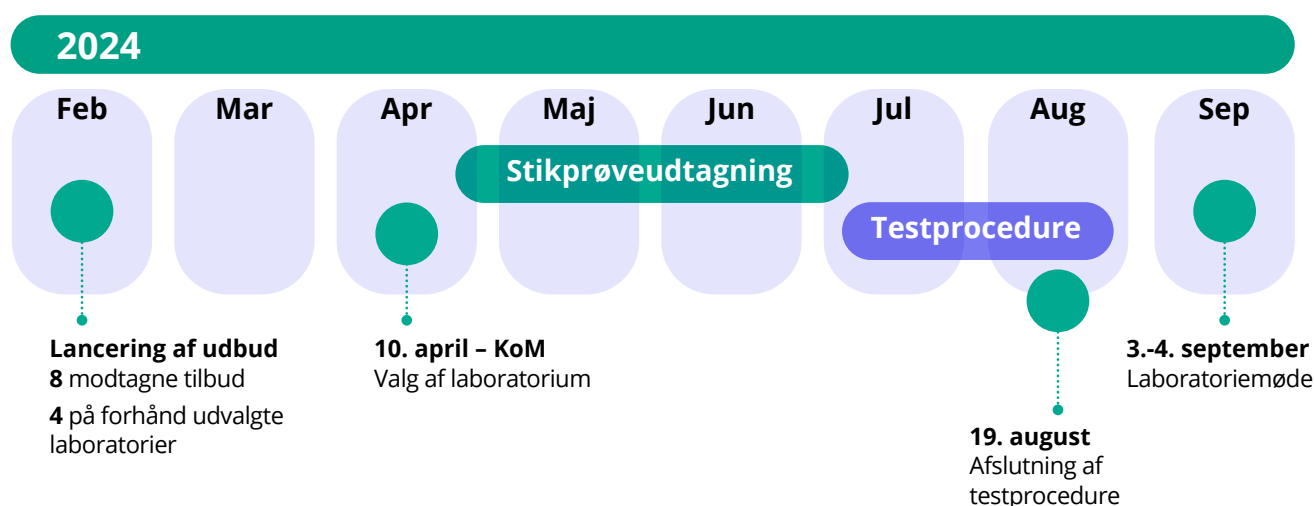 2024
Feb
Mar
Apr
Maj
Jun
Jul
Aug
Sep
Stikprøveudtagning
Testprocedure
Lancering af udbud
8 modtagne tilbud
4 på forhånd udvalgte
laboratorier
10. april – KoM
Valg af laboratorium
19. august
Afslutning af
testprocedure
3.-4. september
Laboratoriemøde